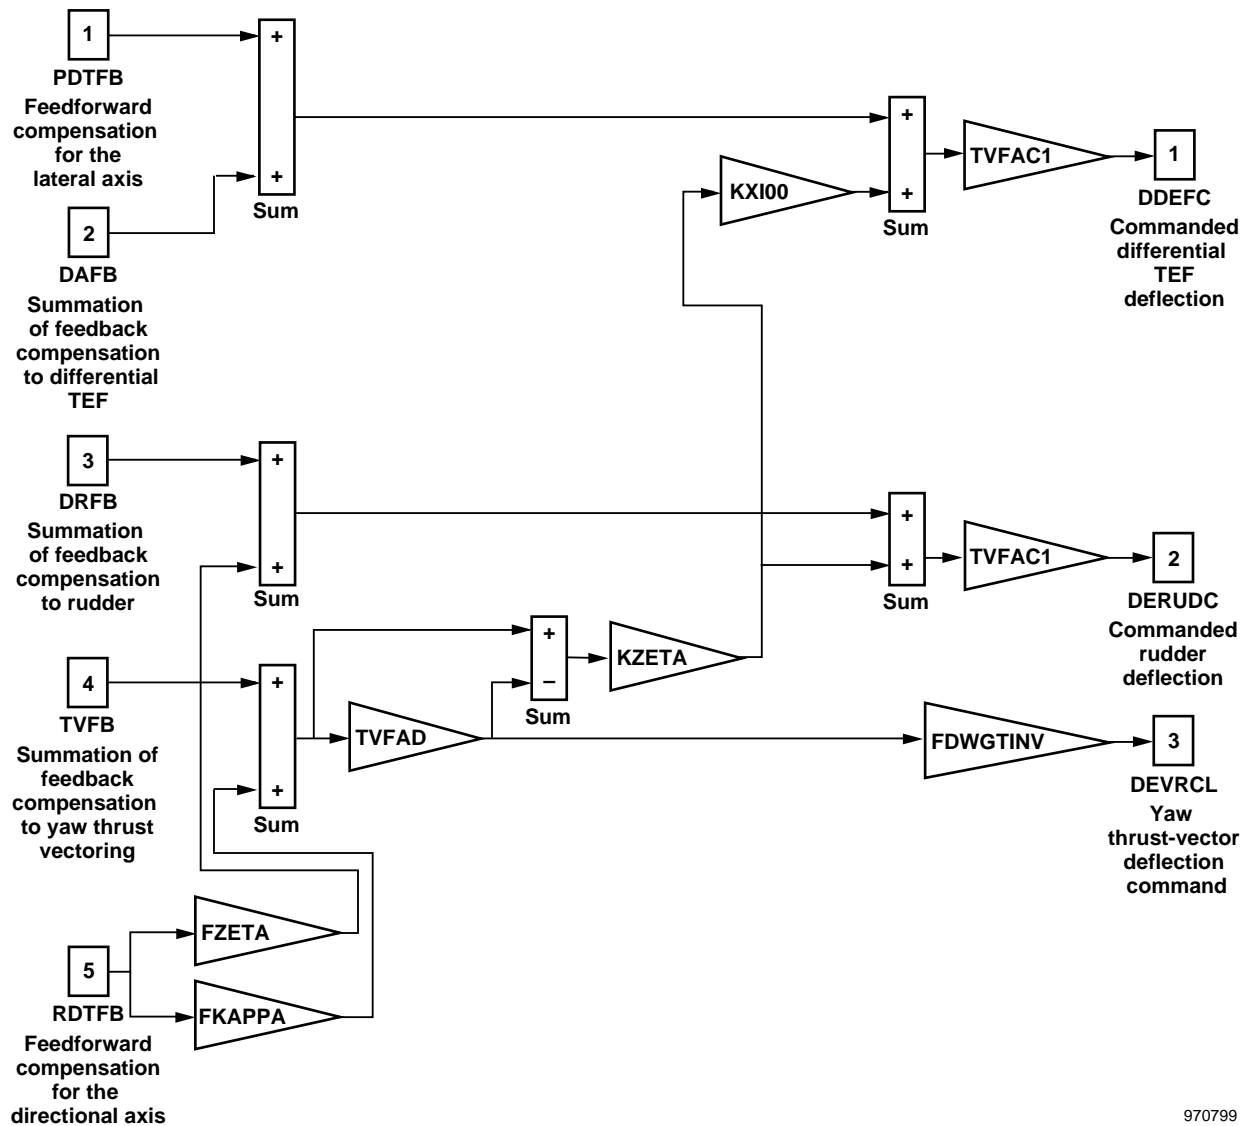 1
PDTFB
Feedforward
compensation
for the
lateral axis
+
+
Sum
2
DAFB
Summation
of feedback
compensation
to differential
TEF
KXI00
+
+
Sum
TVFAC1
1
DDEFC
Commanded
differential
TEF
deflection
3
DRFB
Summation
of feedback
compensation
to rudder
+
+
Sum
+
+
Sum
TVFAC1
2
DERUDC
Commanded
rudder
deflection
4
TVFB
Summation of
feedback
compensation
to yaw thrust
vectoring
+
+
Sum
TVFAD
+
–
Sum
KZETA
FDWGTINV
3
DEVRCL
Yaw
thrust-vector
deflection
command
5
RDTFB
Feedforward
compensation
for the
directional axis
FZETA
FKAPPA
970799